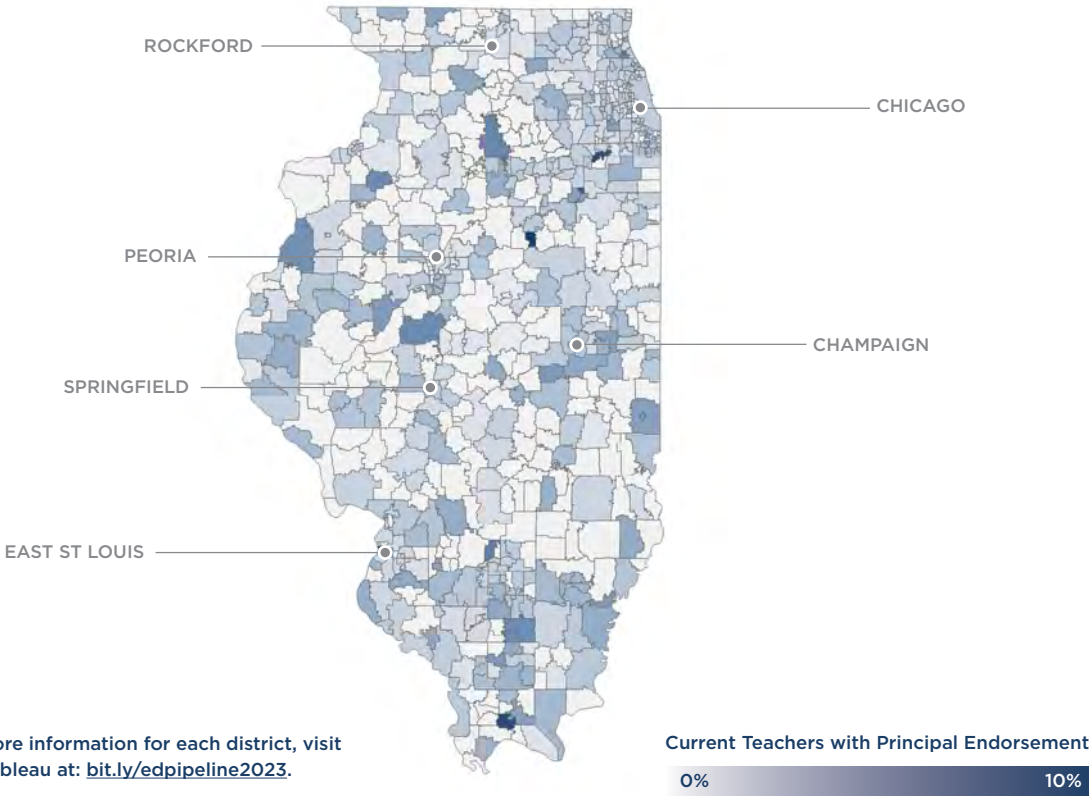 ROCKFORD
CHICAGO
PEORIA
CHAMPAIGN
SPRINGFIELD
EAST ST LOUIS
ore information for each district, visit
bleau at: bit.ly/edpipeline2023.
Current Teachers with Principal Endorsement
0%
10%